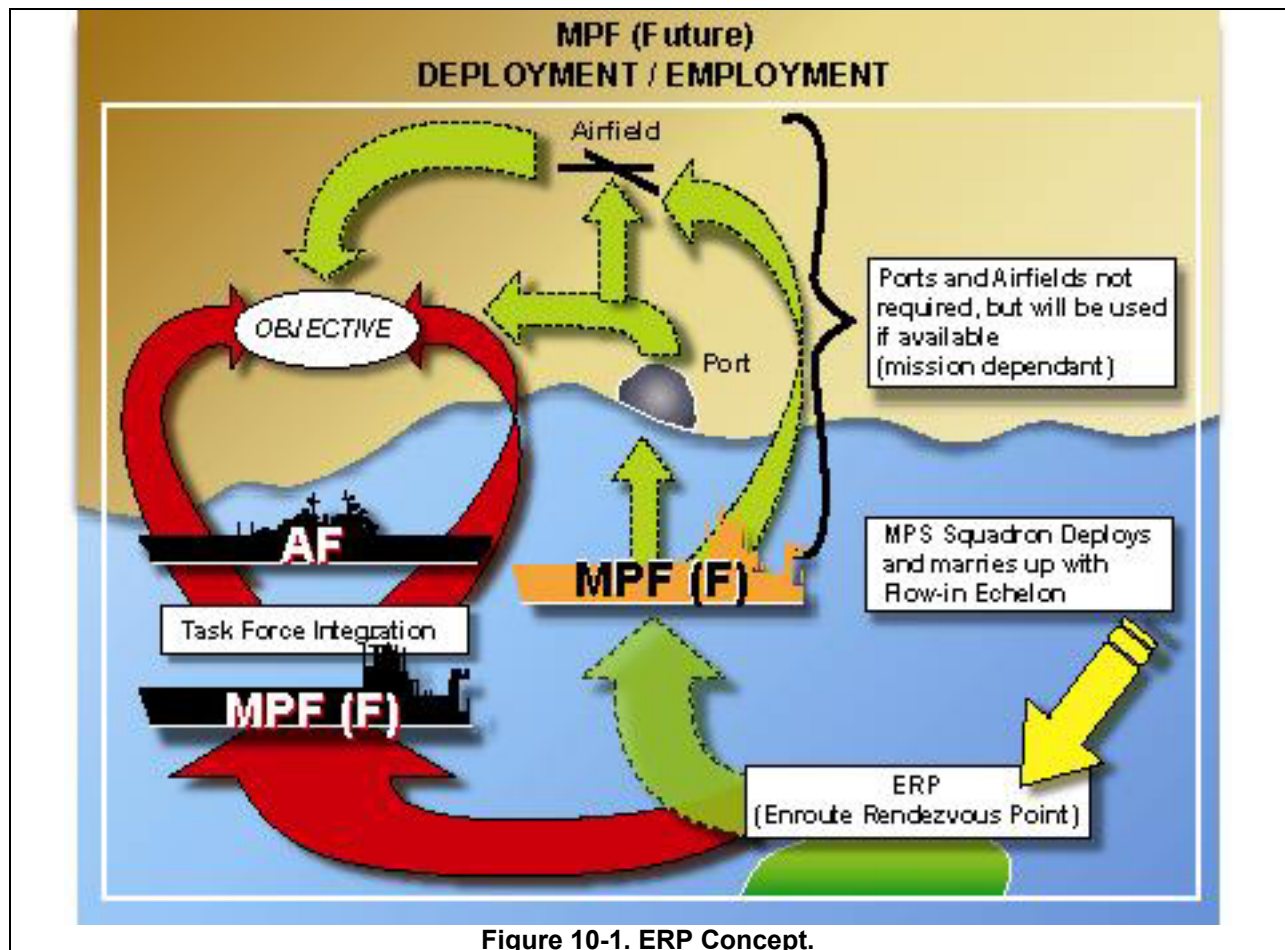 MPF (Future)
DEPLOYMENT / EMPLOYMENT
Airfield
OBJECTIVE
Port
Ports and Airfields not
required, but will be used
if available
(mission dependant)
AF
MPF (F)
MPS Squadron Deploys
and marries up with
Flow-in Echelon
Task Force Integration
MPF (F)
ERP
(Enroute Rendezvous Point)
Figure 10-1. ERP Concept.